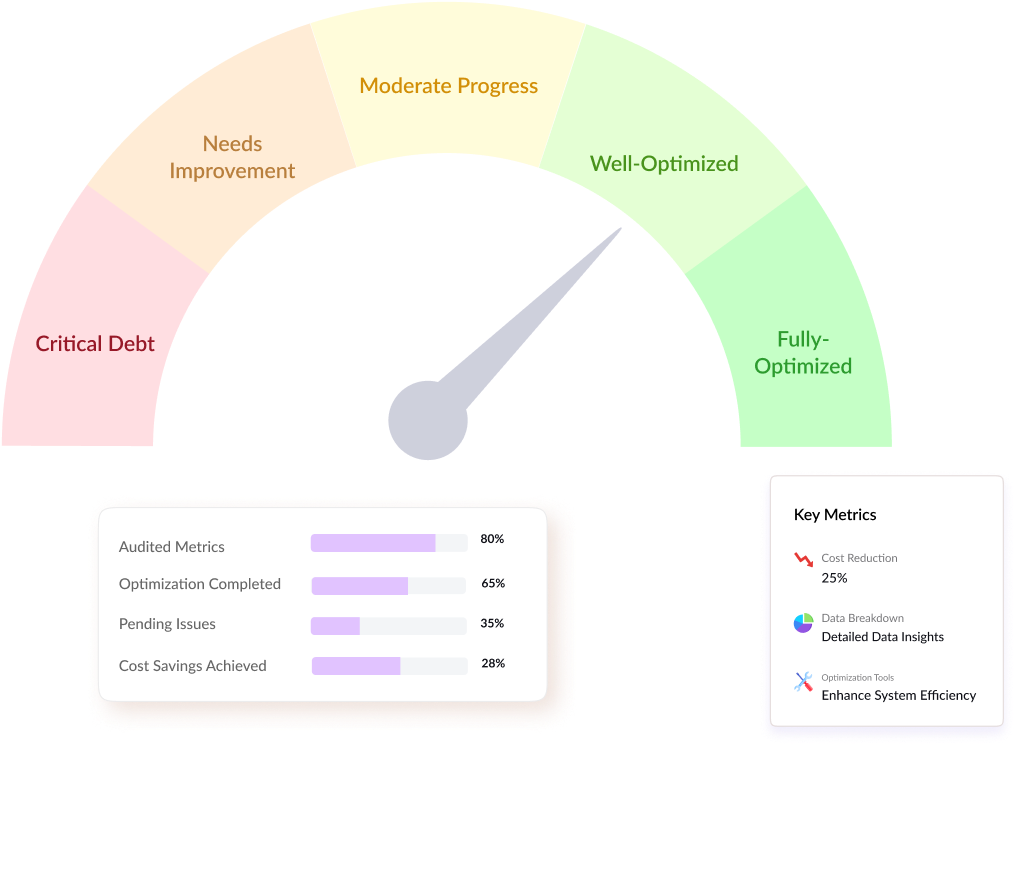 Moderate Progress
Needs
Improvement
Well-Optimized
Critical Debt
Fully-
Optimized
Audited Metrics 80%
Optimization Completed 65%
Pending Issues 35%
Cost Savings Achieved 28%
Key Metrics
Cost Reduction
25%
Data Breakdown
Detailed Data Insights
Optimization Tools
Enhance System Efficiency